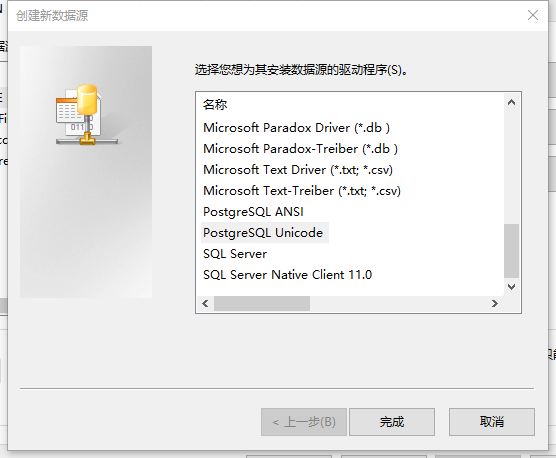 创建新数据源
选择您想为其安装数据源的驱动程序(S)。
名称
Microsoft Paradox Driver (*.db )
Microsoft Paradox-Treiber (*.db )
Microsoft Text Driver (*.txt; *.csv)
Microsoft Text-Treiber (*.txt; *.csv)
PostgreSQL ANSI
PostgreSQL Unicode
SQL Server
SQL Server Native Client 11.0
< 上一步(B)
完成
取消